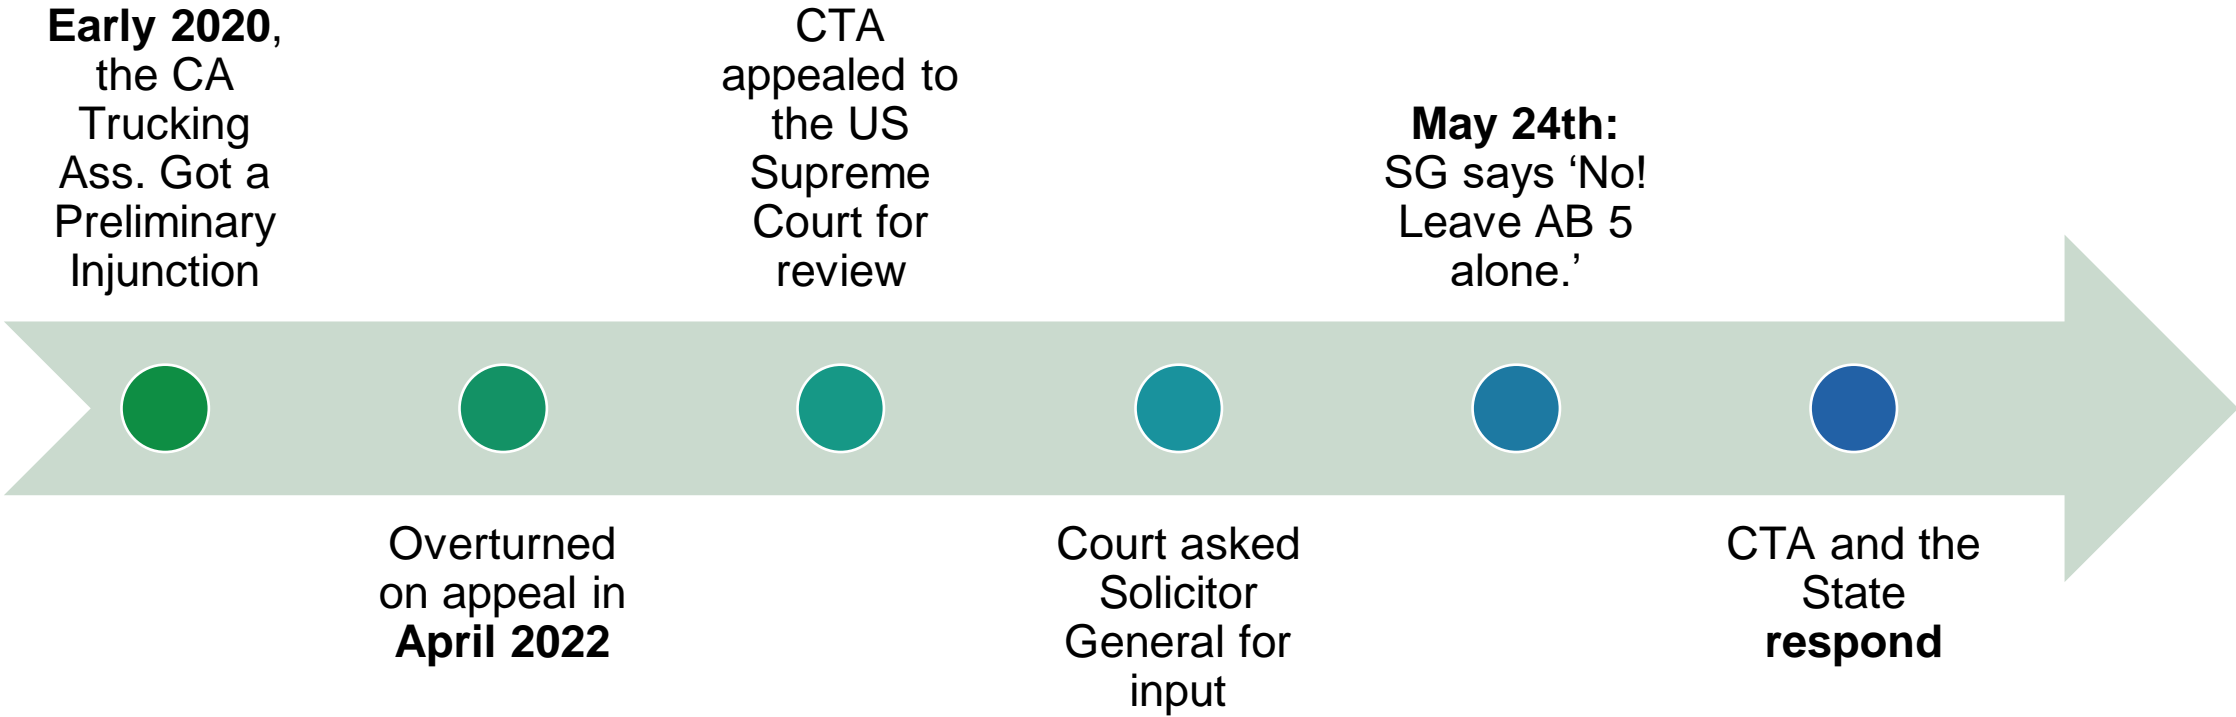 Early 2020,
the CA
Trucking
Ass. Got a
Preliminary
Injunction
Overturned
on appeal in
April 2022
CTA
appealed to
the US
Supreme
Court for
review
Court asked
Solicitor
General for
input
May 24th:
SG says ‘No!
Leave AB 5
alone.’
CTA and the
State
respond